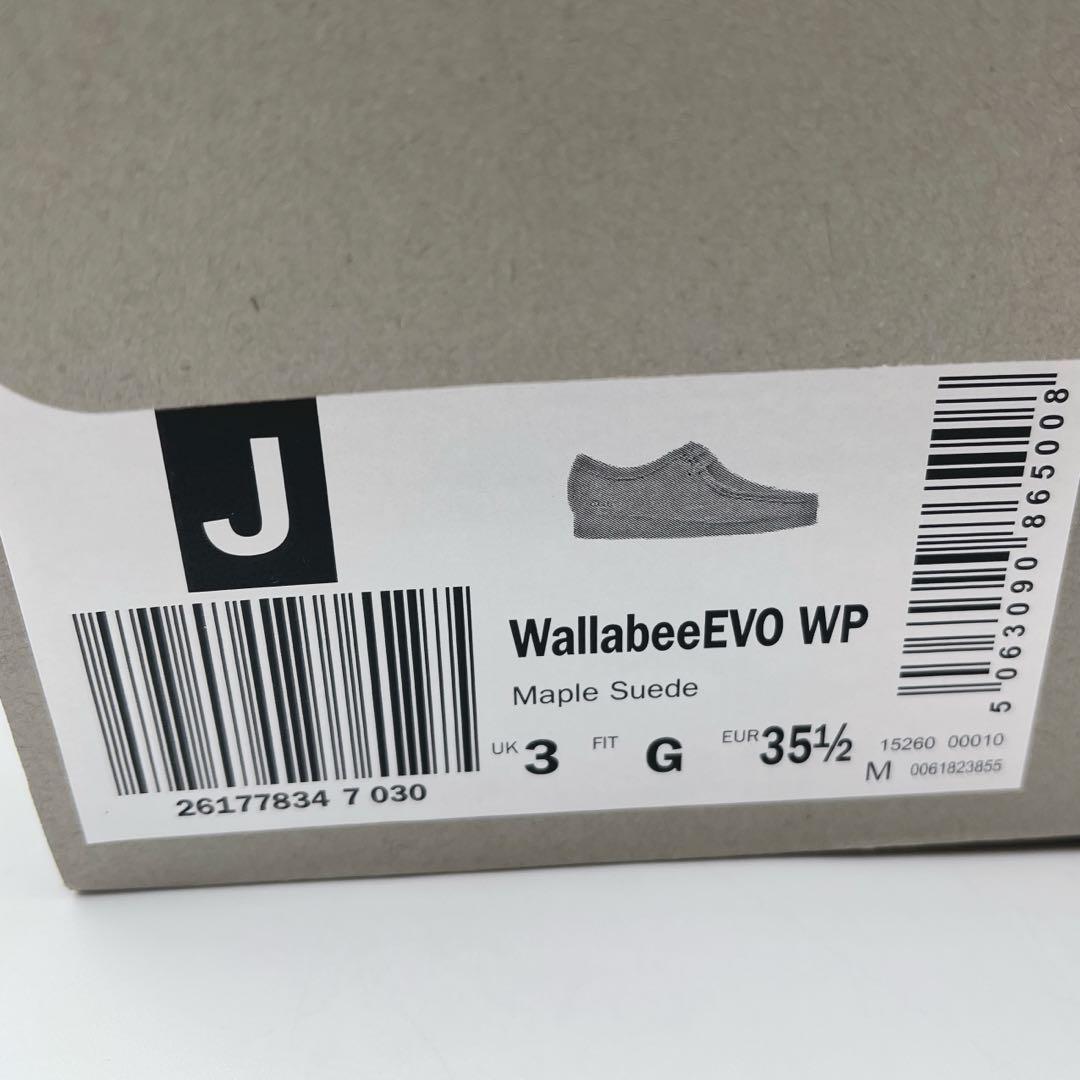 J
WallabeeEVO WP
Maple Suede
UK 3 FIT G EUR 35½
15260 00010
M 0061823855
26177834 7 030
5 063090 865008